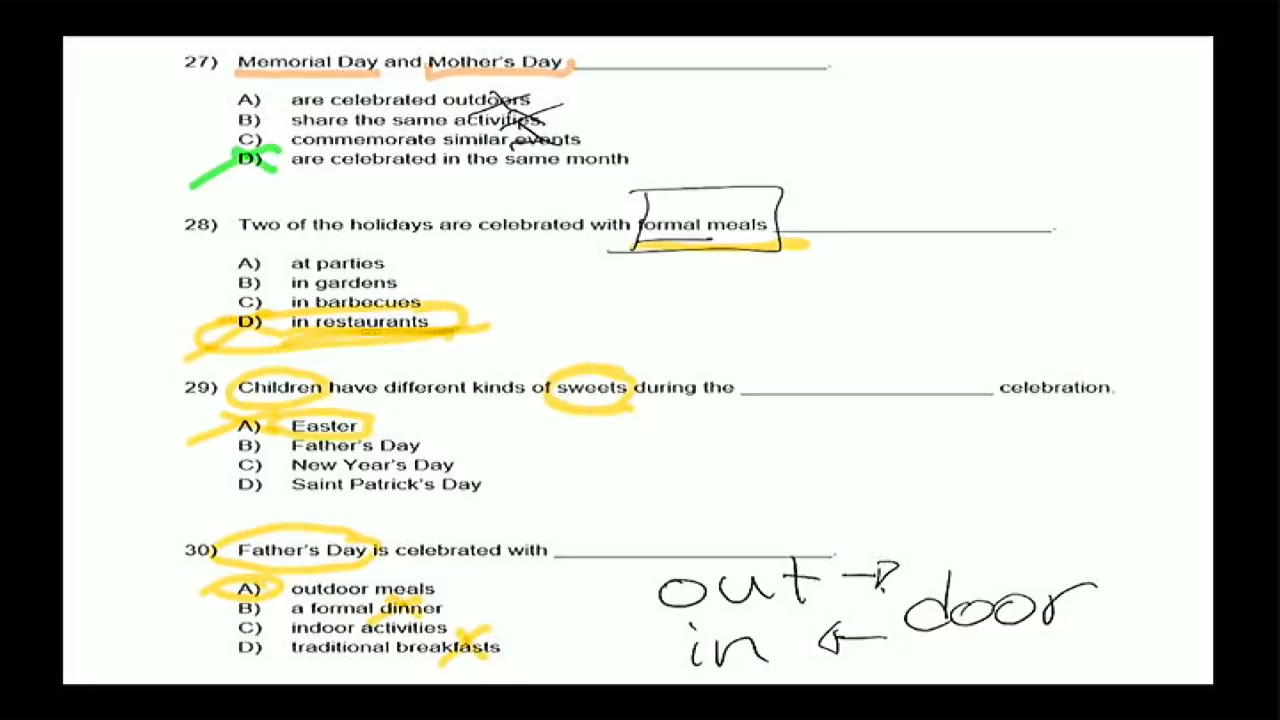 27) Memorial Day and Mother's Day ______________________.
A) are celebrated outdoors
B) share the same activities
C) commemorate similar events
D) are celebrated in the same month
28) Two of the holidays are celebrated with formal meals ______________________.
A) at parties
B) in gardens
C) in barbecues
D) in restaurants
29) Children have different kinds of sweets during the ____________________ celebration.
A) Easter
B) Father's Day
C) New Year's Day
D) Saint Patrick's Day
30) Father's Day is celebrated with ______________________.
A) outdoor meals
B) a formal dinner
C) indoor activities
D) traditional breakfasts
out → door
in ←